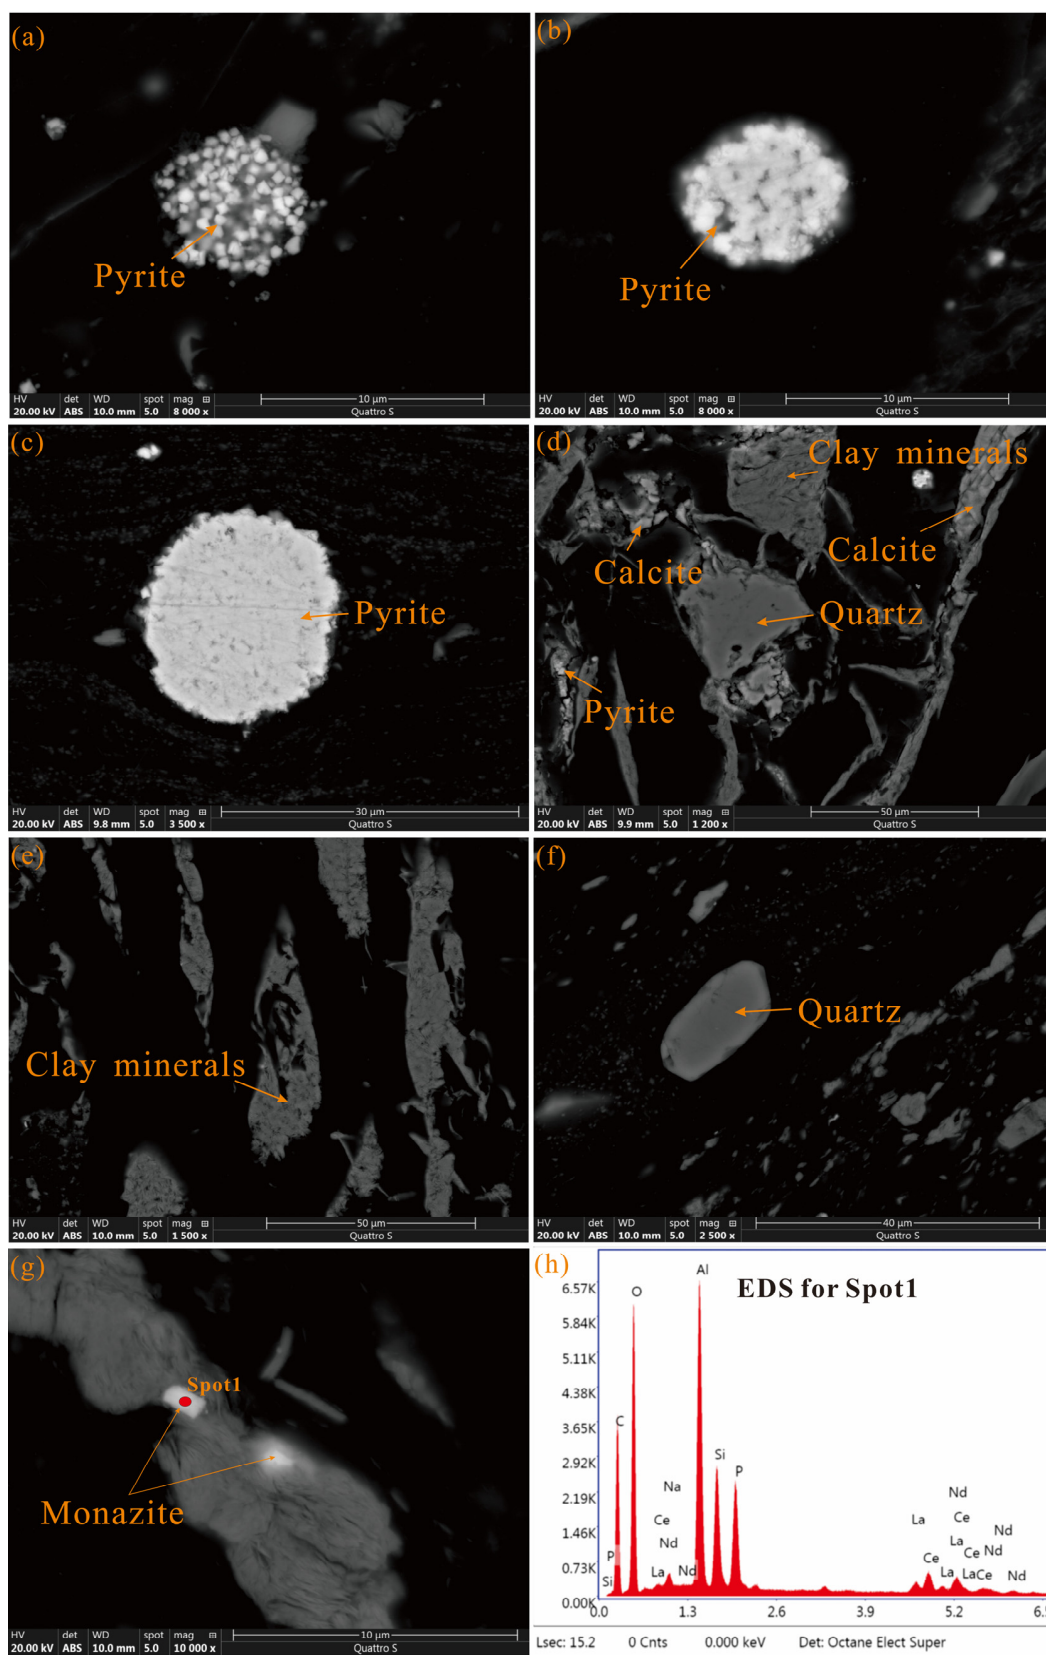 (a)
Pyrite
HV det WD spot mag
20.00 kV ABS 10.0 mm 5.0 8 000 x
10 µm
Quattro S
(b)
Pyrite
HV det WD spot mag
20.00 kV ABS 10.0 mm 5.0 8 000 x
10 µm
Quattro S
(c)
Pyrite
HV det WD spot mag
20.00 kV ABS 9.8 mm 5.0 3 500 x
30 µm
Quattro S
(d)
Clay minerals
Calcite
Calcite
Quartz
Pyrite
HV det WD spot mag
20.00 kV ABS 9.9 mm 5.0 1 200 x
50 µm
Quattro S
(e)
Clay minerals
HV det WD spot mag
20.00 kV ABS 10.0 mm 5.0 1 500 x
50 µm
Quattro S
(f)
Quartz
HV det WD spot mag
20.00 kV ABS 10.0 mm 5.0 2 500 x
40 µm
Quattro S
(g)
Spot1
Monazite
HV det WD spot mag
20.00 kV ABS 10.0 mm 5.0 10 000 x
10 µm
Quattro S
(h)
EDS for Spot1
6.57K
5.84K
5.11K
4.38K
3.65K
2.92K
2.19K
1.46K
0.73K
0.00K
Al
O
C
Si
P
Na
Ce
Nd
P
Si
La
Nd
La
Nd
Ce
La
Ce
Nd
Ce
Nd
La
La
Ce
Nd
0.0 1.3 2.6 3.9 5.2 6.5
Lsec: 15.2 0 Cnts 0.000 keV Det: Octane Elect Super